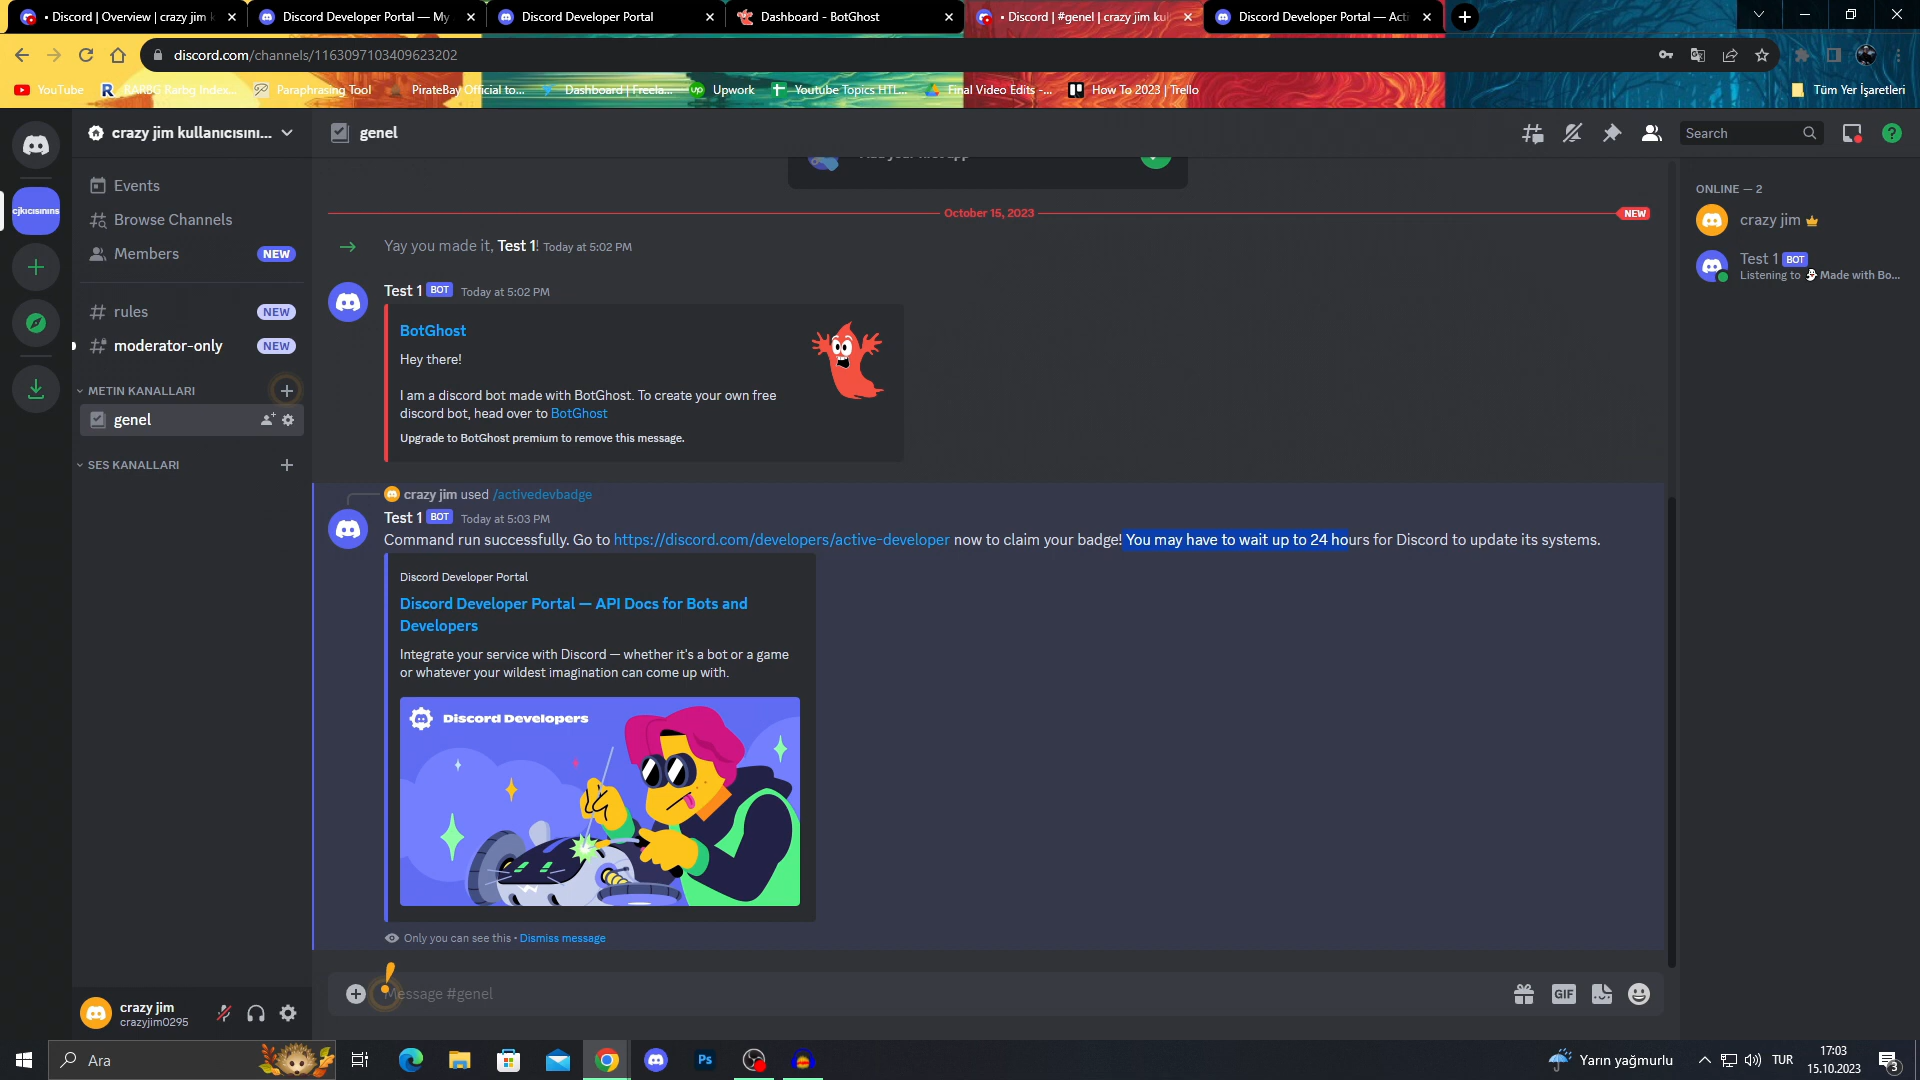 • Discord | Overview | crazy jim k
Discord Developer Portal — My
Discord Developer Portal
Dashboard - BotGhost
• Discord | #genel | crazy jim kul
Discord Developer Portal — Acti
discord.com/channels/1163097103409623202
YouTube
RARBG Rarbg Index...
Paraphrasing Tool
PirateBay Official to...
Dashboard | Freela...
Upwork
Youtube Topics HTL...
Final Video Edits -...
How To 2023 | Trello
Tüm Yer İşaretleri
crazy jim kullanıcısını...
genel
Search
cjkıcısınıns
Events
Browse Channels
Members
NEW
rules
NEW
moderator-only
NEW
METIN KANALLARI
genel
SES KANALLARI
October 15, 2023
NEW
Yay you made it, Test 1! Today at 5:02 PM
Test 1 BOT Today at 5:02 PM
BotGhost
Hey there!
I am a discord bot made with BotGhost. To create your own free
discord bot, head over to BotGhost
Upgrade to BotGhost premium to remove this message.
crazy jim used /activedevbadge
Test 1 BOT Today at 5:03 PM
Command run successfully. Go to https://discord.com/developers/active-developer now to claim your badge! You may have to wait up to 24 hours for Discord to update its systems.
Discord Developer Portal
Discord Developer Portal — API Docs for Bots and
Developers
Integrate your service with Discord — whether it's a bot or a game
or whatever your wildest imagination can come up with.
Discord Developers
Only you can see this • Dismiss message
Message #genel
GIF
ONLINE — 2
crazy jim
Test 1 BOT
Listening to Made with Bo...
crazy jim
crazyjim0295
Ara
Ps
Yarın yağmurlu
TUR
17:03
15.10.2023
3